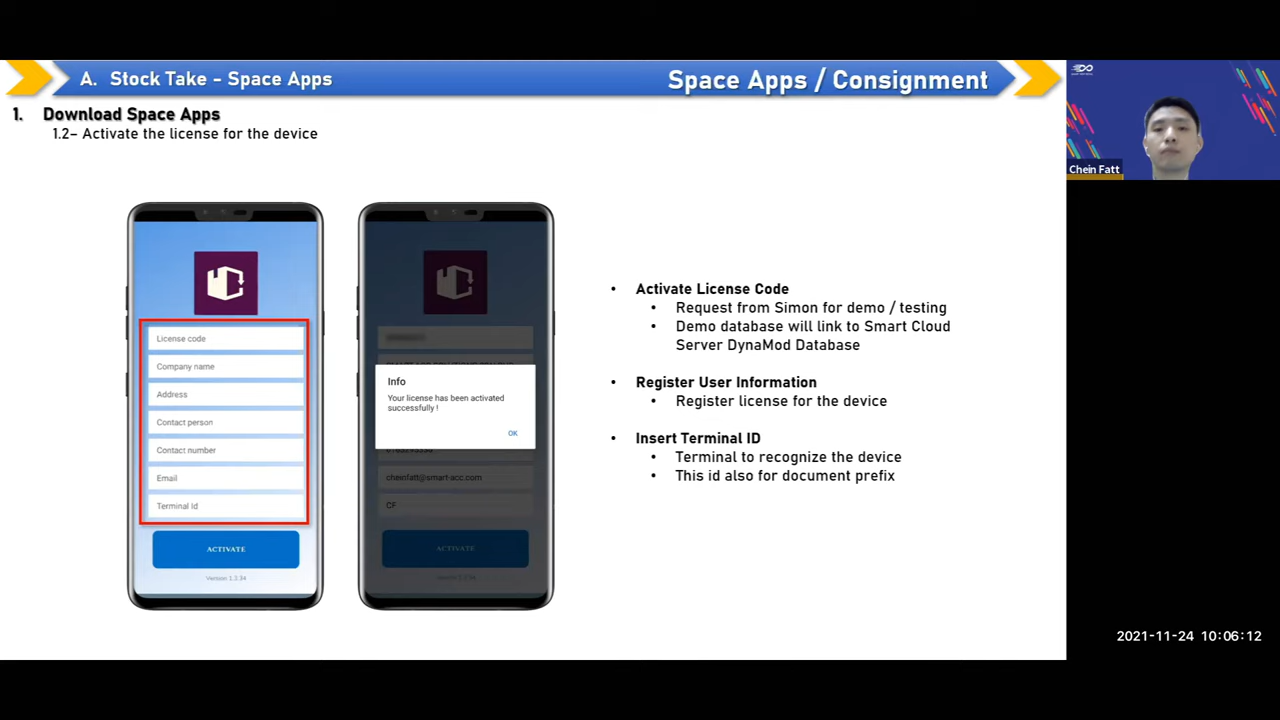 A. Stock Take - Space Apps
Space Apps / Consignment
1. Download Space Apps
1.2– Activate the license for the device
License code
Company name
Address
Contact person
Contact number
Email
Terminal Id
ACTIVATE
Version 1.3.34
Info
Your license has been activated
successfully !
OK
cheinfatt@smart-acc.com
CF
ACTIVATE
• Activate License Code
• Request from Simon for demo / testing
• Demo database will link to Smart Cloud
Server DynaMod Database
• Register User Information
• Register license for the device
• Insert Terminal ID
• Terminal to recognize the device
• This id also for document prefix
Chein Fatt
2021-11-24 10:06:12